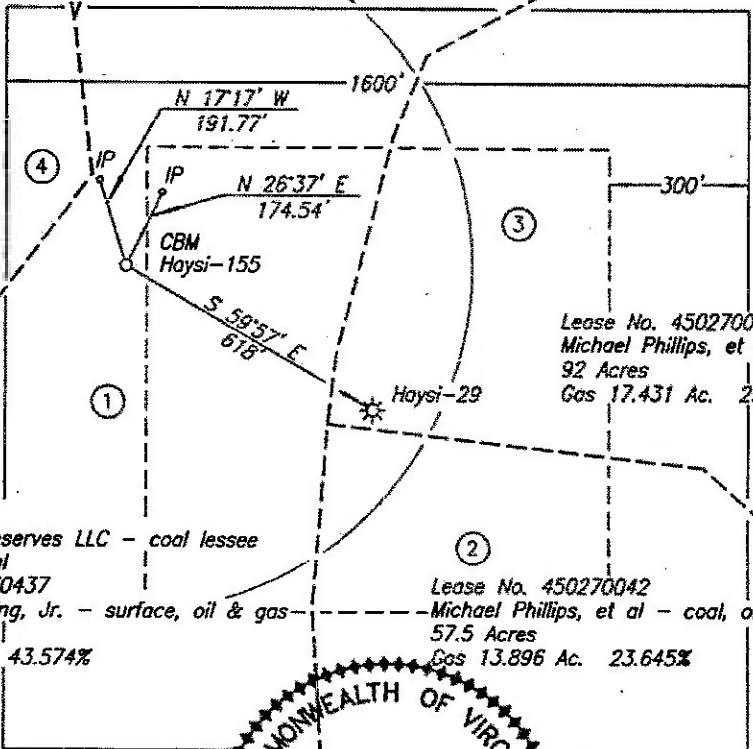 1600'
N 17°17' W
191.77'
④
IP
IP
N 26°37' E
174.54'
300'
③
CBM
Haysi-155
S 59°57' E
618'
Lease No. 4502700
Michael Phillips, et
92 Acres
Gas 17.431 Ac. 2
Haysi-29
①
serves LLC - coal lessee
0437
ng, Jr. - surface, oil & gas
43.574%
②
Lease No. 450270042
Michael Phillips, et al - coal, o
57.5 Acres
Gas 13.896 Ac. 23.645%
MONWEALTH OF VIRG